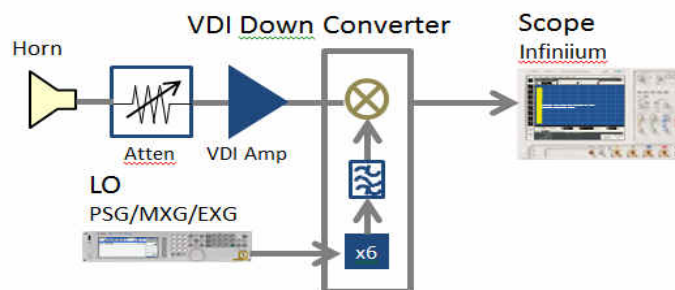 VDI Down Converter
Scope
Infiniium
Horn
Atten
VDI Amp
LO
PSG/MXG/EXG
x6